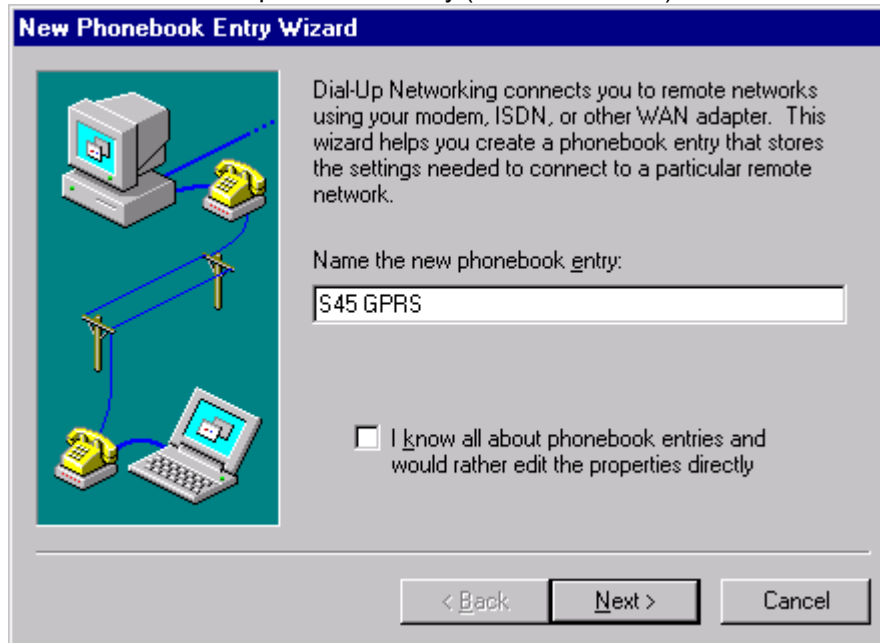 New Phonebook Entry Wizard
Dial-Up Networking connects you to remote networks
using your modem, ISDN, or other WAN adapter. This
wizard helps you create a phonebook entry that stores
the settings needed to connect to a particular remote
network.
Name the new phonebook entry:
S45 GPRS
I know all about phonebook entries and
would rather edit the properties directly
< Back
Next >
Cancel